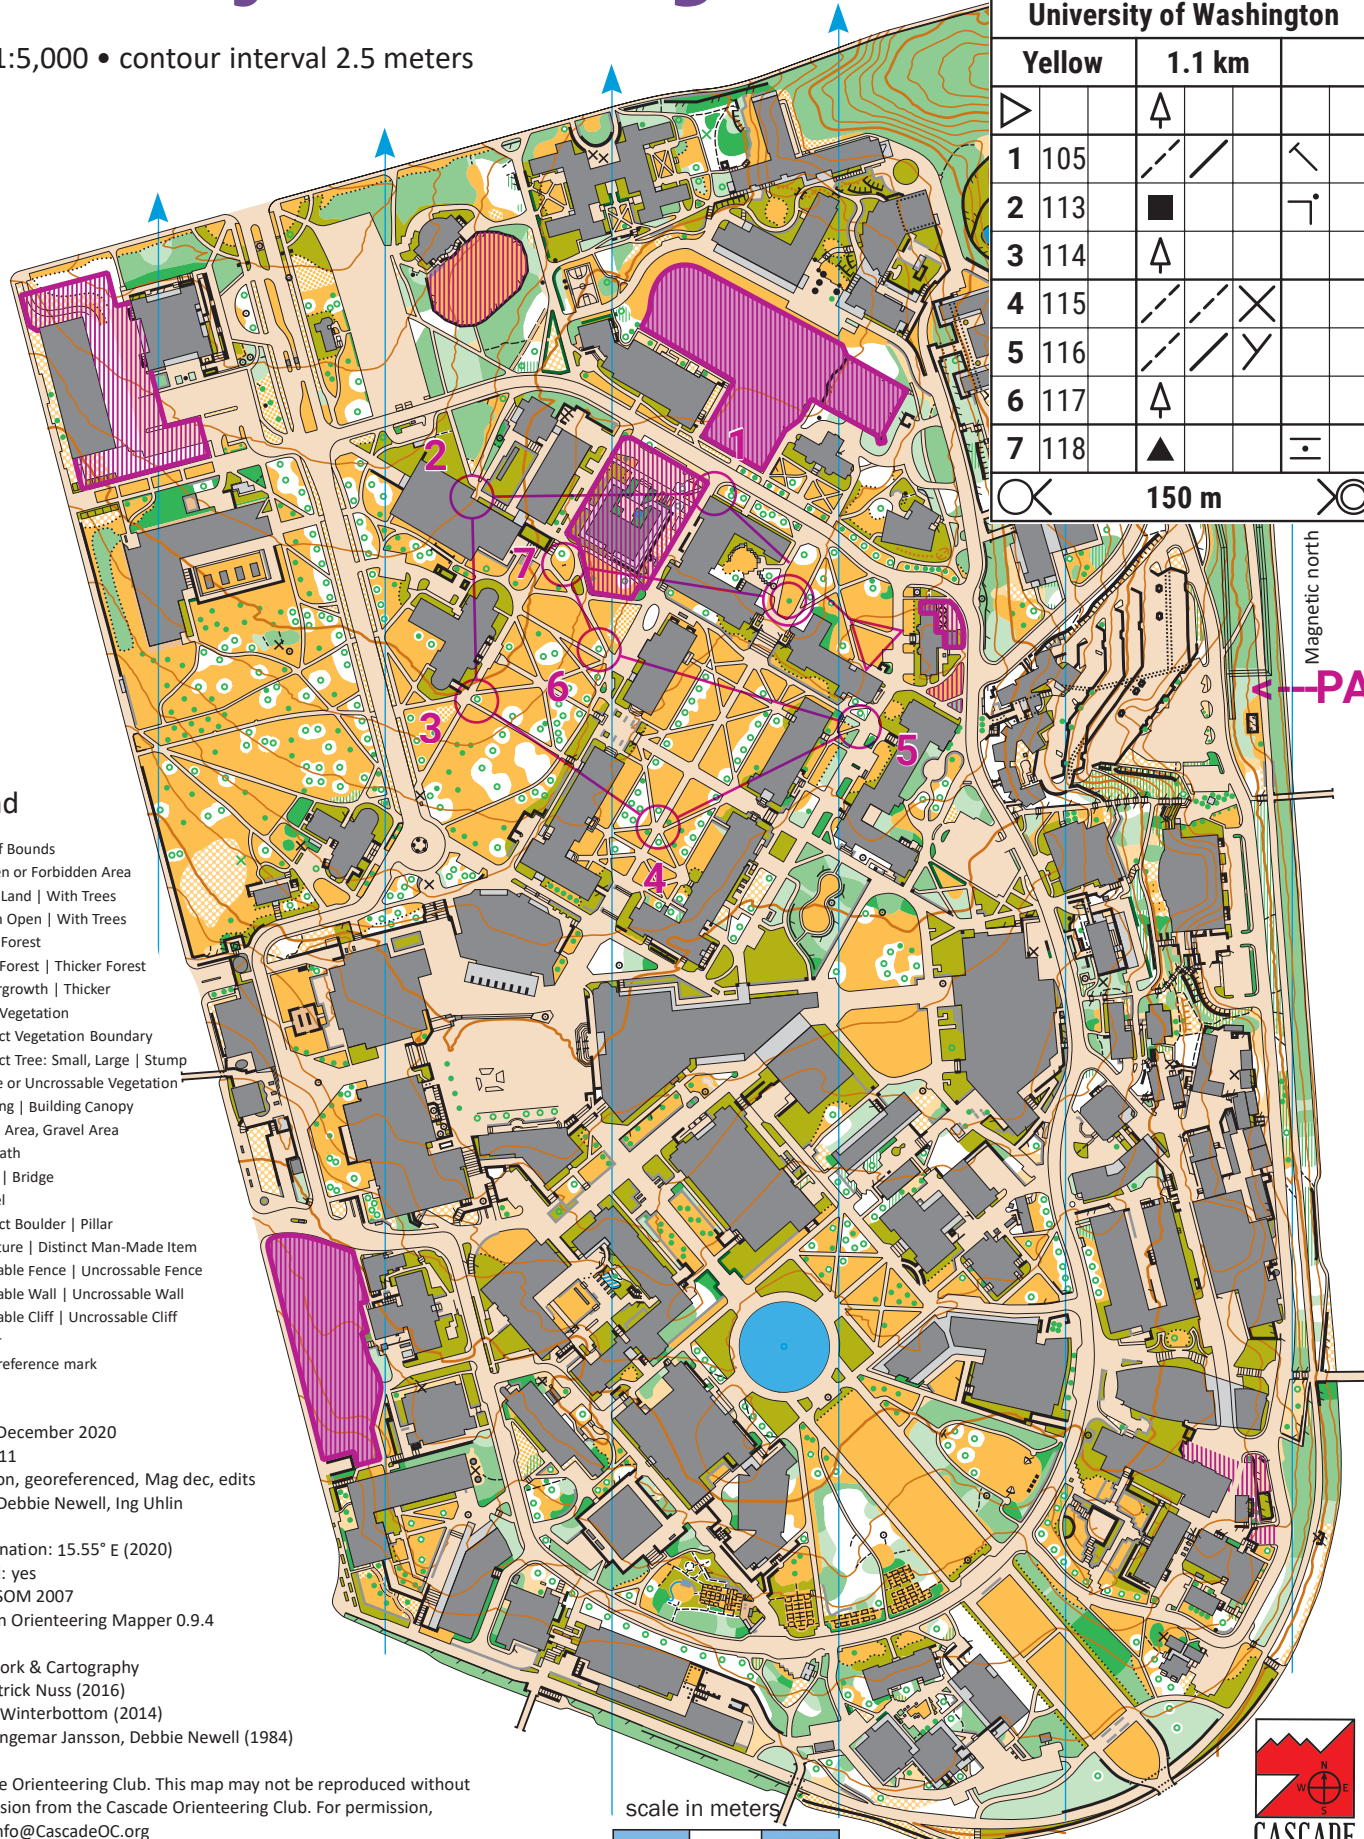 1:5,000 • contour interval 2.5 meters
University of Washington
Yellow 1.1 km
1 105
2 113
3 114
4 115
5 116
6 117
7 118
150 m
1
2
7
6
3
5
4
Magnetic north
<---PA
nd
f Bounds
en or Forbidden Area
Land | With Trees
n Open | With Trees
Forest
Forest | Thicker Forest
rgrowth | Thicker
Vegetation
ct Vegetation Boundary
ct Tree: Small, Large | Stump
e or Uncrossable Vegetation
ng | Building Canopy
Area, Gravel Area
ath
| Bridge
el
ct Boulder | Pillar
ture | Distinct Man-Made Item
able Fence | Uncrossable Fence
able Wall | Uncrossable Wall
able Cliff | Uncrossable Cliff
reference mark
December 2020
11
on, georeferenced, Mag dec, edits
Debbie Newell, Ing Uhlin
nation: 15.55° E (2020)
l: yes
SOM 2007
n Orienteering Mapper 0.9.4
ork & Cartography
trick Nuss (2016)
Winterbottom (2014)
ngemar Jansson, Debbie Newell (1984)
e Orienteering Club. This map may not be reproduced without
sion from the Cascade Orienteering Club. For permission,
nfo@CascadeOC.org
scale in meters
N
W E
S
CASCADE